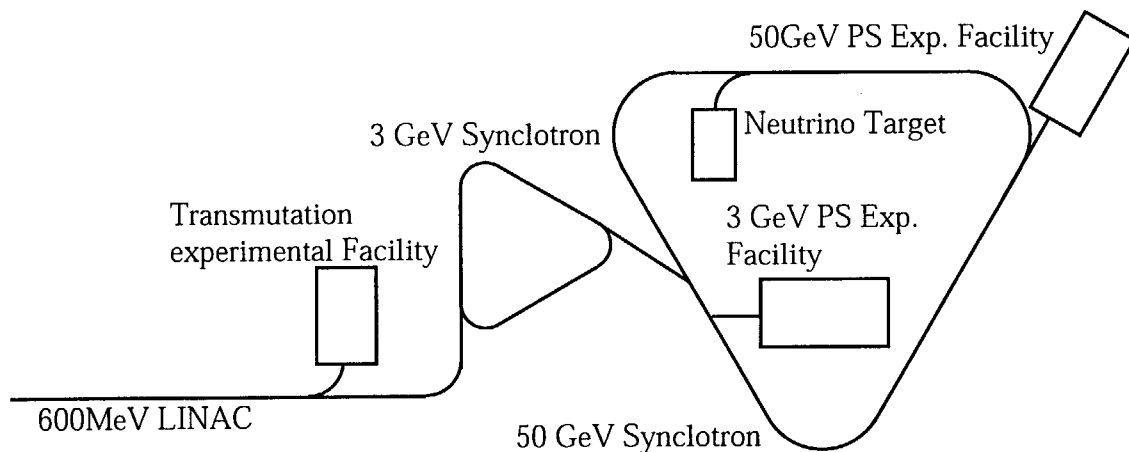 50GeV PS Exp. Facility
Neutrino Target
3 GeV Synclotron
Transmutation
experimental Facility
3 GeV PS Exp.
Facility
600MeV LINAC
50 GeV Synclotron